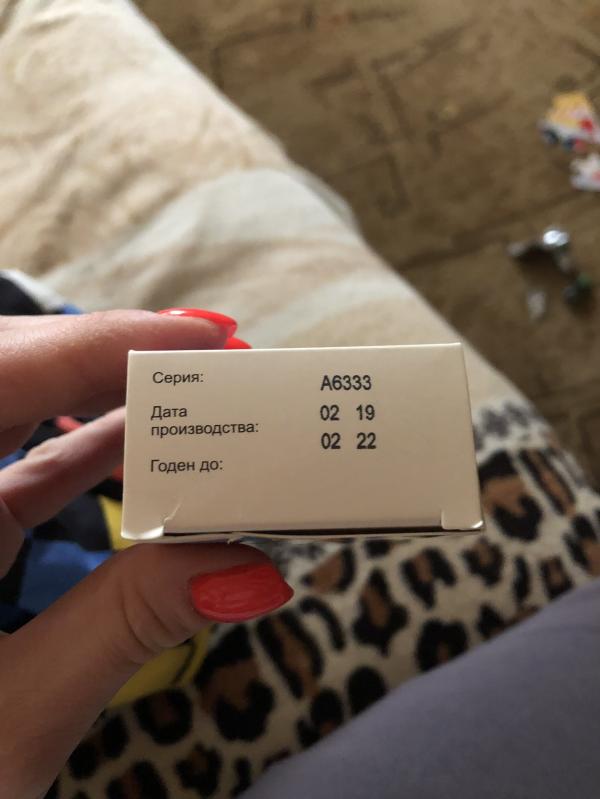 Серия: A6333
Дата 02 19
производства:
02 22
Годен до: